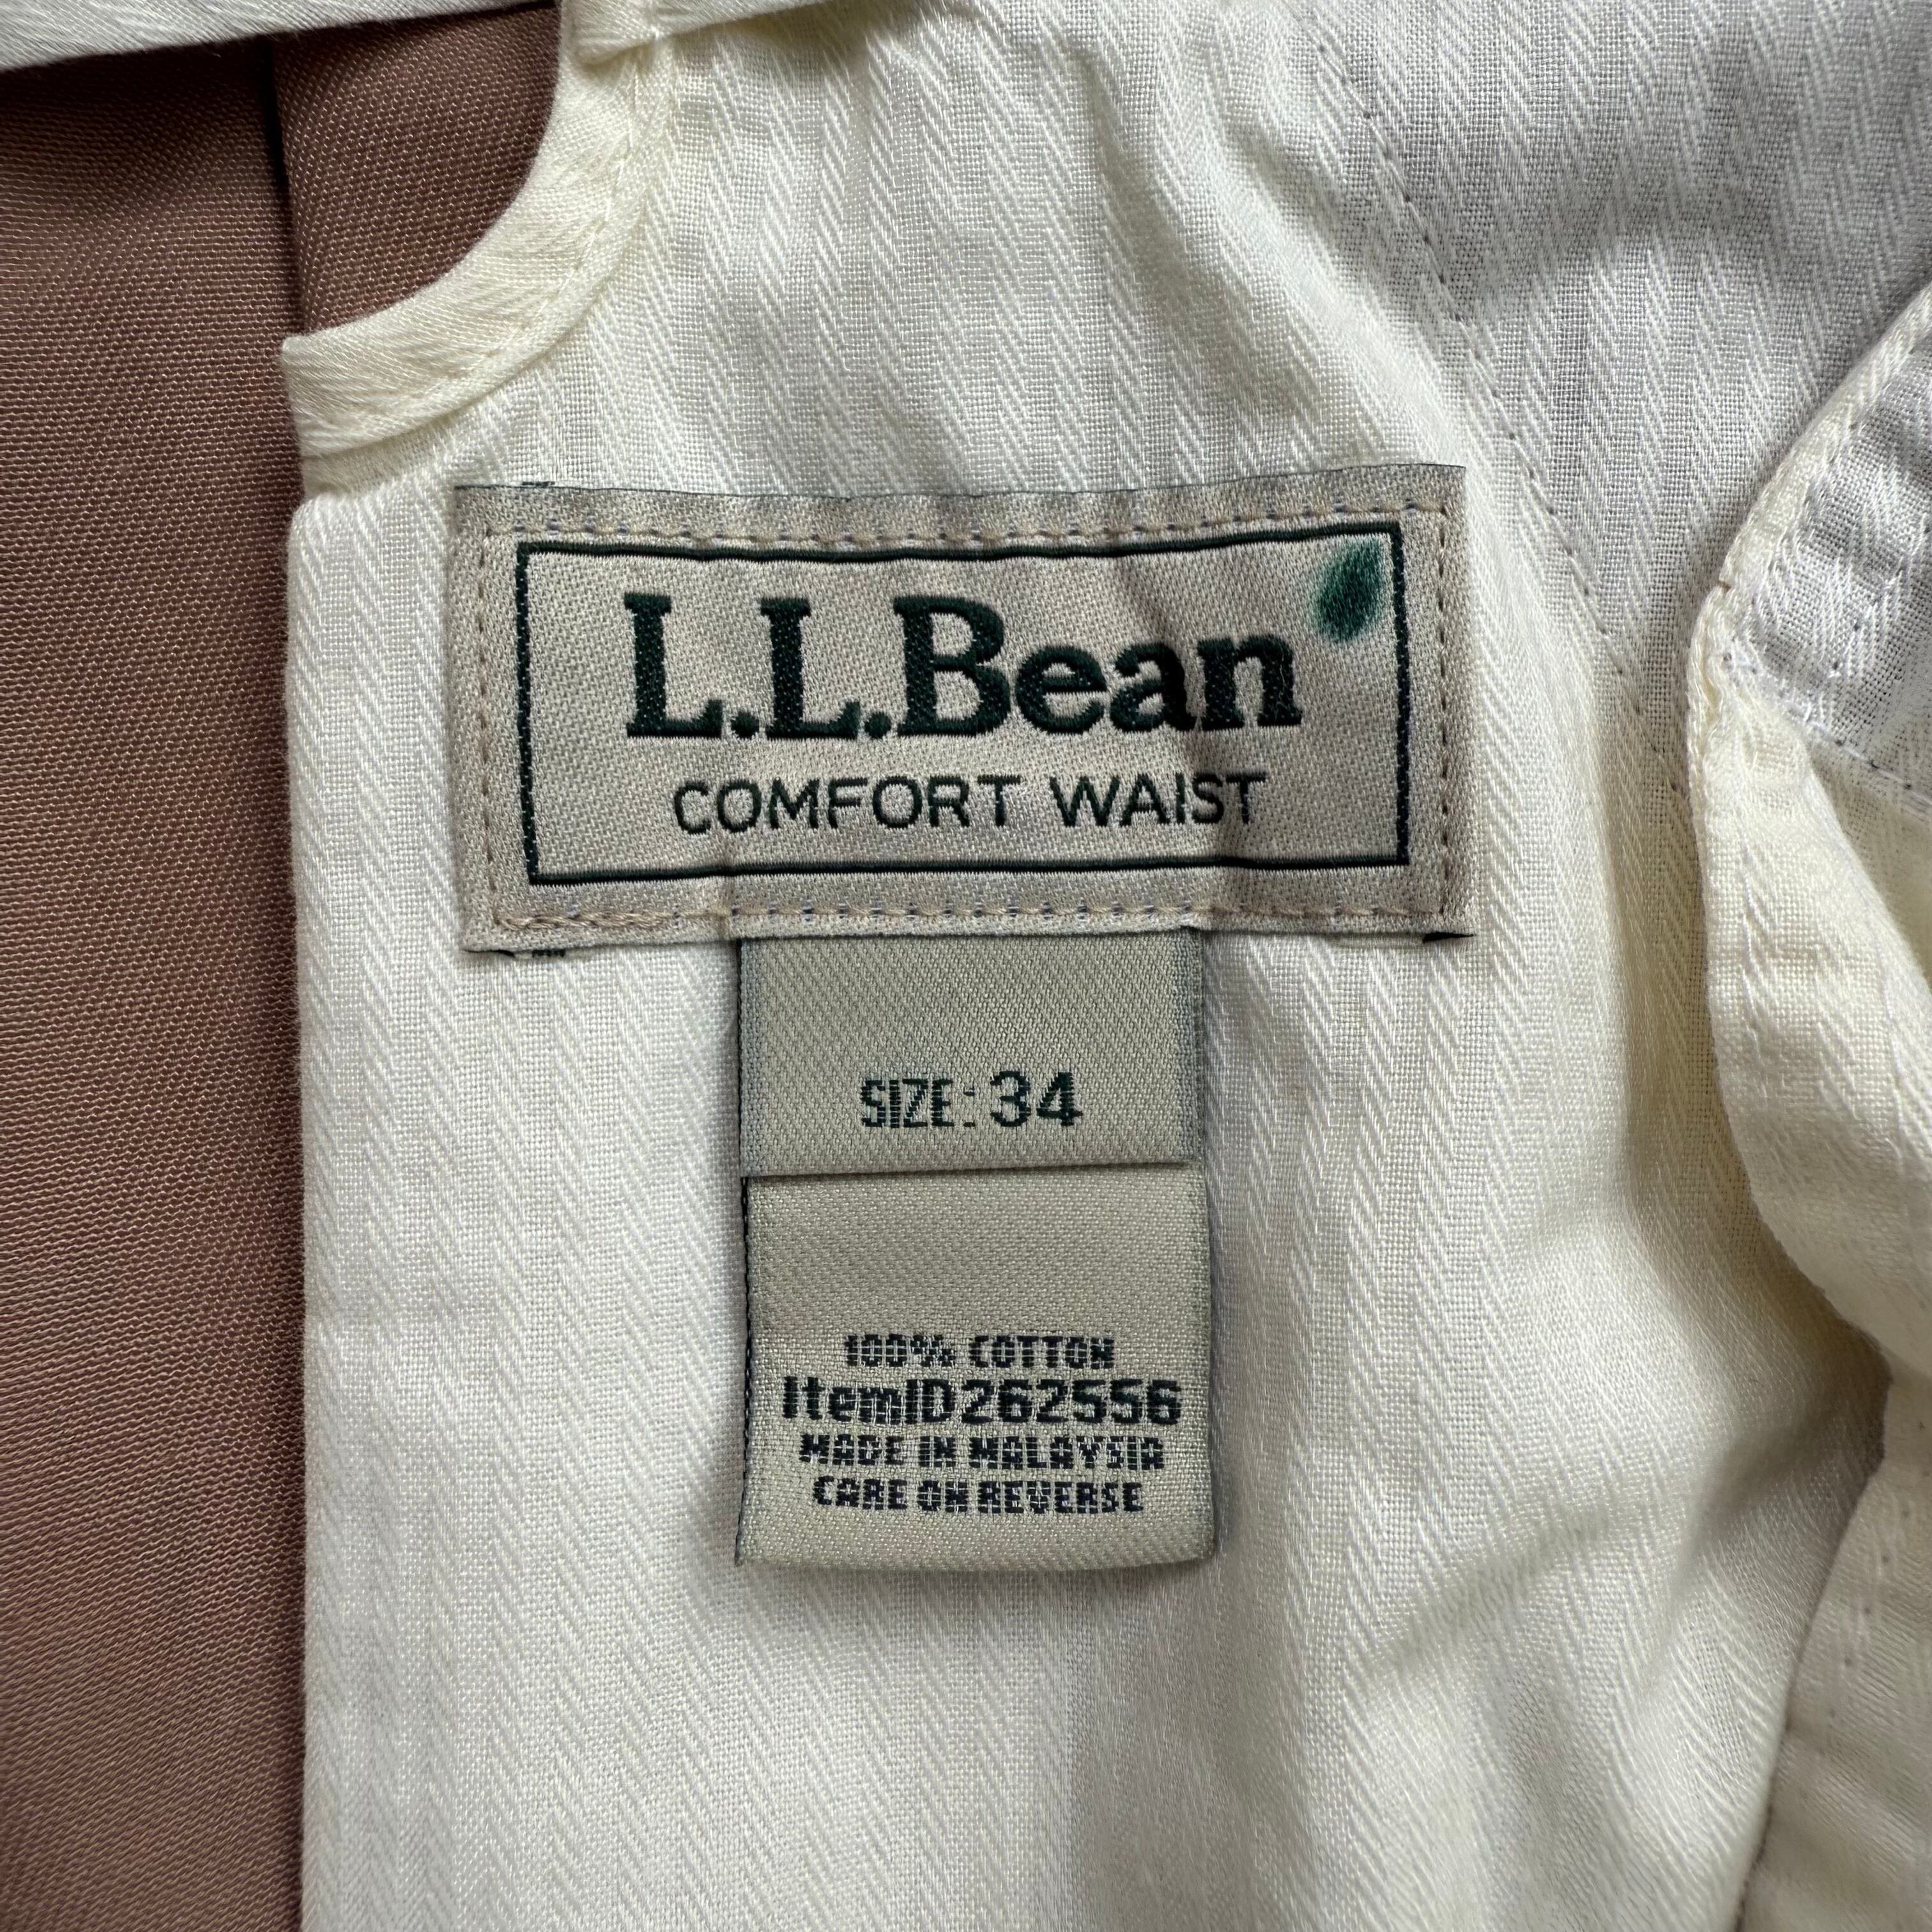 L.L.Bean
COMFORT WAIST
SIZE: 34
100% COTTON
ItemID262556
MADE IN MALAYSIA
CARE ON REVERSE